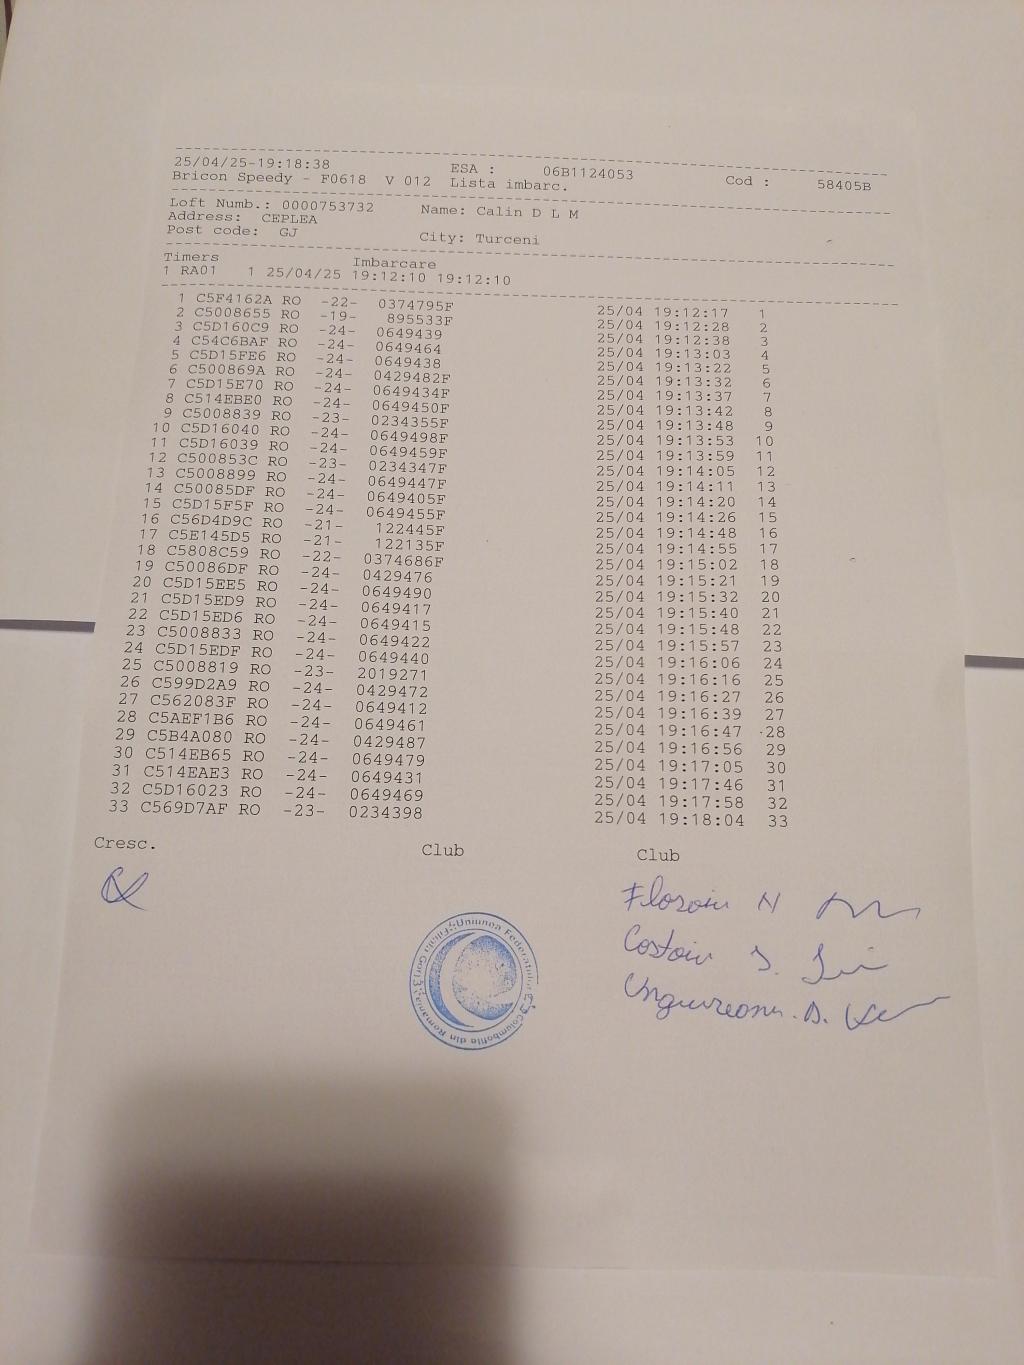 25/04/25-19:18:38 ESA : 06B1124053 Cod : 58405B
Bricon Speedy - F0618 V 012 Lista imbarc.
Loft Numb.: 0000753732 Name: Calin D L M
Address: CEPLEA
Post code: GJ City: Turceni
Timers Imbarcare
1 RA01 1 25/04/25 19:12:10 19:12:10
1 C5F4162A RO -22- 0374795F 25/04 19:12:17 1
2 C5008655 RO -19- 895533F 25/04 19:12:28 2
3 C5D160C9 RO -24- 0649439 25/04 19:12:38 3
4 C54C6BAF RO -24- 0649464 25/04 19:13:03 4
5 C5D15FE6 RO -24- 0649438 25/04 19:13:22 5
6 C500869A RO -24- 0429482F 25/04 19:13:32 6
7 C5D15E70 RO -24- 0649434F 25/04 19:13:37 7
8 C514EBE0 RO -24- 0649450F 25/04 19:13:42 8
9 C5008839 RO -23- 0234355F 25/04 19:13:48 9
10 C5D16040 RO -24- 0649498F 25/04 19:13:53 10
11 C5D16039 RO -24- 0649459F 25/04 19:13:59 11
12 C500853C RO -23- 0234347F 25/04 19:14:05 12
13 C5008899 RO -24- 0649447F 25/04 19:14:11 13
14 C50085DF RO -24- 0649405F 25/04 19:14:20 14
15 C5D15F5F RO -24- 0649455F 25/04 19:14:26 15
16 C56D4D9C RO -21- 122445F 25/04 19:14:48 16
17 C5E145D5 RO -21- 122135F 25/04 19:14:55 17
18 C5808C59 RO -22- 0374686F 25/04 19:15:02 18
19 C50086DF RO -24- 0429476 25/04 19:15:21 19
20 C5D15EE5 RO -24- 0649490 25/04 19:15:32 20
21 C5D15ED9 RO -24- 0649417 25/04 19:15:40 21
22 C5D15ED6 RO -24- 0649415 25/04 19:15:48 22
23 C5008833 RO -24- 0649422 25/04 19:15:57 23
24 C5D15EDF RO -24- 0649440 25/04 19:16:06 24
25 C5008819 RO -23- 2019271 25/04 19:16:16 25
26 C599D2A9 RO -24- 0429472 25/04 19:16:27 26
27 C562083F RO -24- 0649412 25/04 19:16:39 27
28 C5AEF1B6 RO -24- 0649461 25/04 19:16:47 28
29 C5B4A080 RO -24- 0429487 25/04 19:16:56 29
30 C514EB65 RO -24- 0649479 25/04 19:17:05 30
31 C514EAE3 RO -24- 0649431 25/04 19:17:46 31
32 C5D16023 RO -24- 0649469 25/04 19:17:58 32
33 C569D7AF RO -23- 0234398 25/04 19:18:04 33
Cresc. Club Club
Floroiu N
Costoiu
Ungureanu. D.
Uniunea Federatiilor
Columbofile din Romania